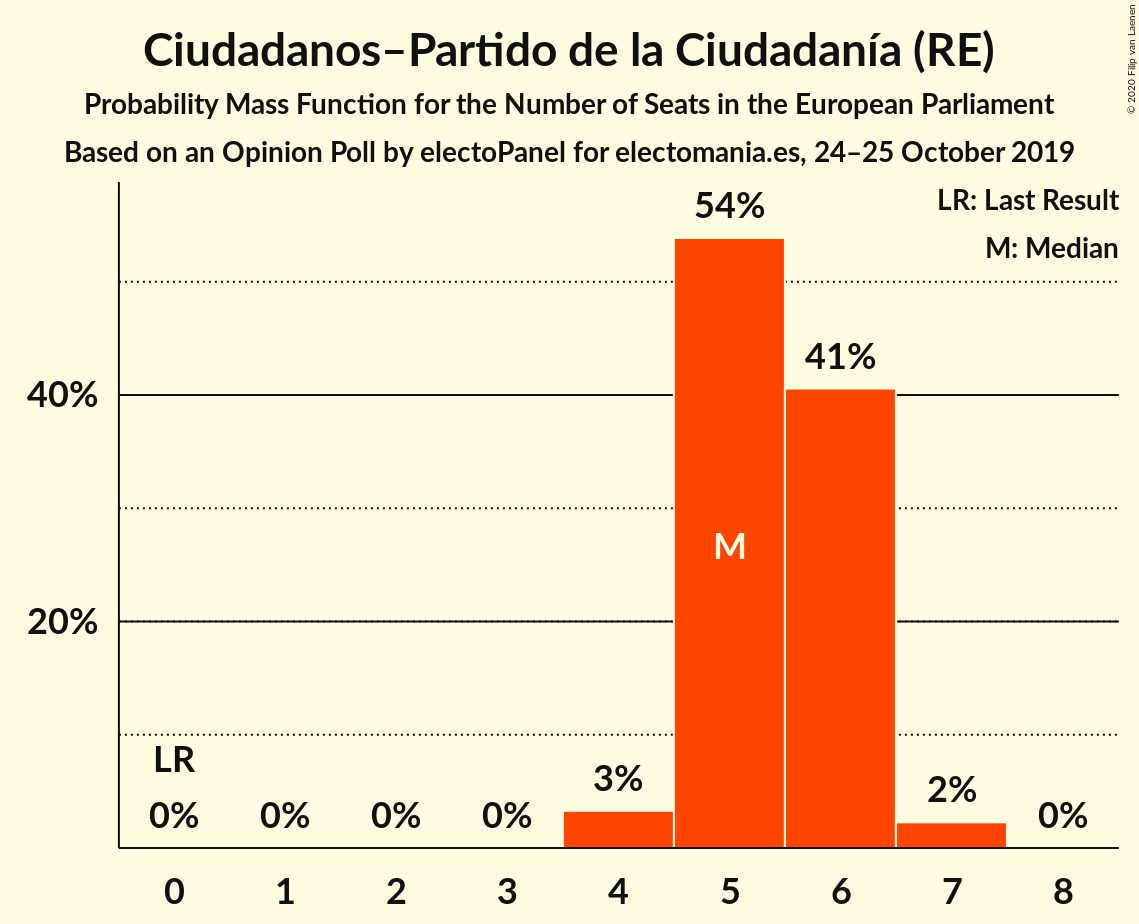 Ciudadanos–Partido de la Ciudadanía (RE)
Probability Mass Function for the Number of Seats in the European Parliament
Based on an Opinion Poll by electoPanel for electomania.es, 24–25 October 2019
© 2020 Filip van Laenen
LR: Last Result
M: Median
54%
41%
40%
M
20%
LR
0% 0% 0% 0% 3% 2% 0%
0 1 2 3 4 5 6 7 8